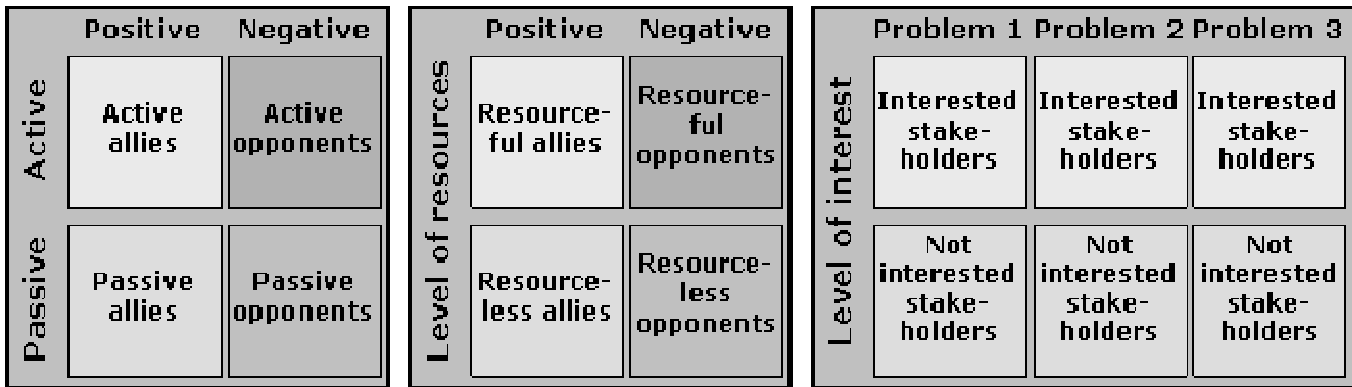 Positive Negative
Active
Active
allies
Active
opponents
Passive
Passive
allies
Passive
opponents
Positive Negative
Level of resources
Resource-
ful allies
Resource-
ful
opponents
Resource-
less allies
Resource-
less
opponents
Problem 1 Problem 2 Problem 3
Level of interest
Interested
stake-
holders
Interested
stake-
holders
Interested
stake-
holders
Not
interested
stake-
holders
Not
interested
stake-
holders
Not
interested
stake-
holders